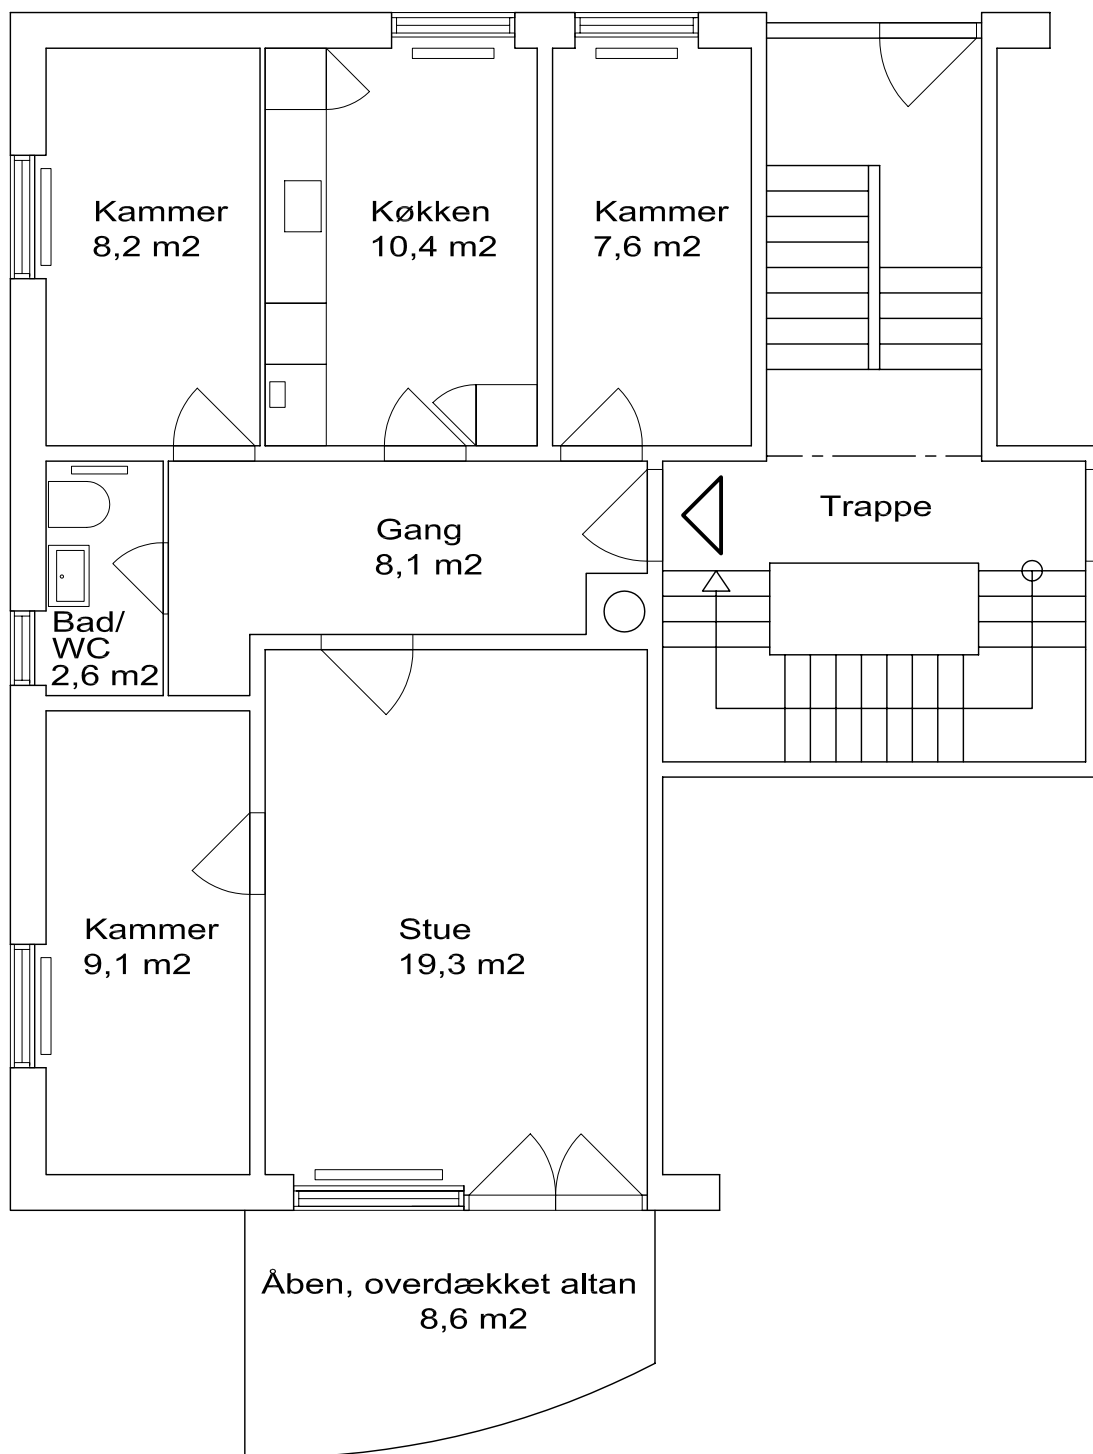 Kammer
8,2 m2
Køkken
10,4 m2
Kammer
7,6 m2
Trappe
Gang
8,1 m2
Bad/
WC
2,6 m2
Kammer
9,1 m2
Stue
19,3 m2
Åben, overdækket altan
8,6 m2